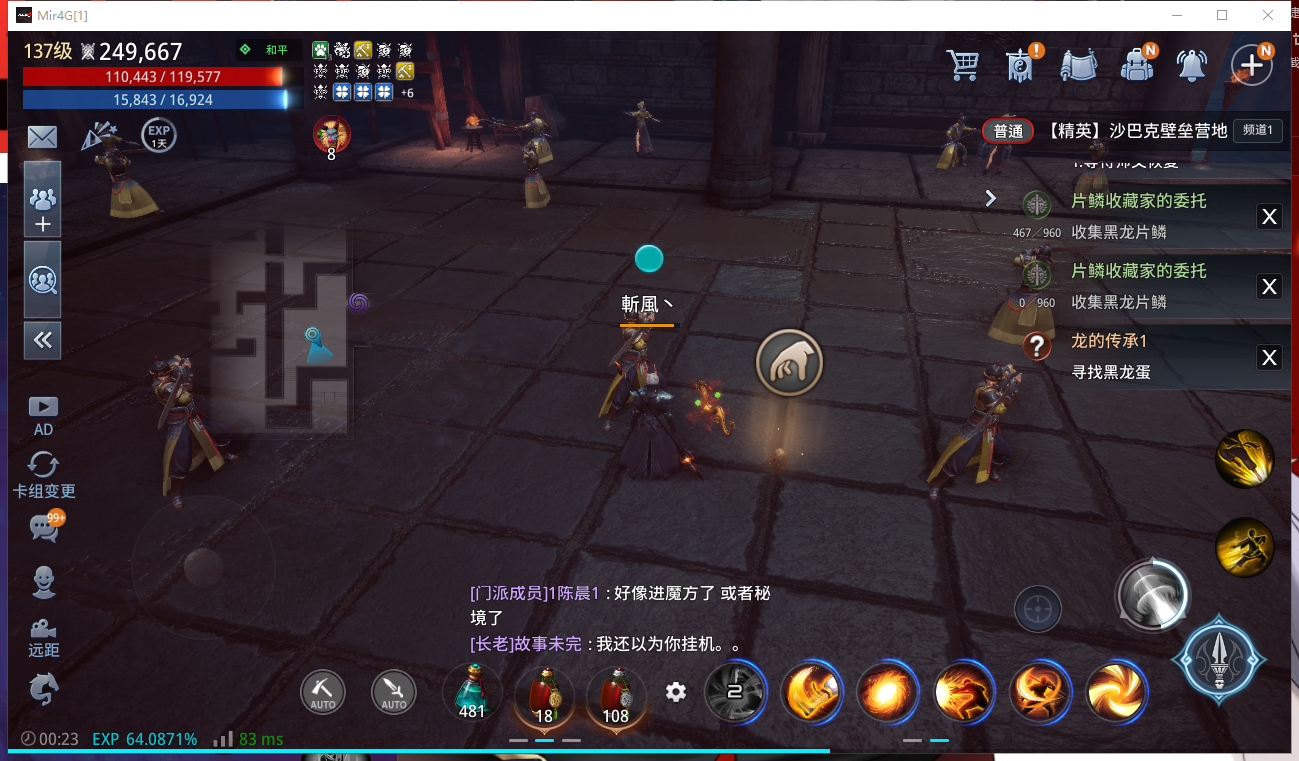 Mir4G[1]
137级 249,667
和平
110,443 / 119,577
15,843 / 16,924
3
+6
EXP
1天
8
N
N
普通 【精英】沙巴克壁垒营地 频道1
片鳞收藏家的委托
467／960 收集黑龙片鳞
X
片鳞收藏家的委托
0／960 收集黑龙片鳞
X
龙的传承1
寻找黑龙蛋
X
斬風丶
AD
卡组变更
99+
远距
[门派成员]1陈晨1 : 好像进魔方了 或者秘
境了
[长老]故事未完 : 我还以为你挂机。。
AUTO
AUTO
481
18
108
2
00:23 EXP 64.0871% 83 ms